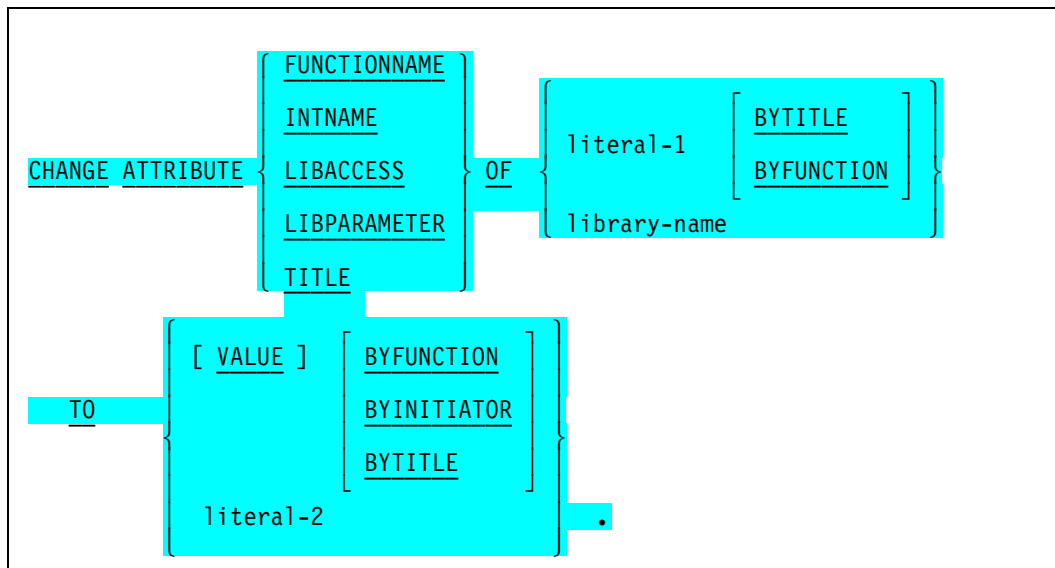 FUNCTIONNAME
INTNAME BYTITLE
literal-1
CHANGE ATTRIBUTE LIBACCESS OF BYFUNCTION
LIBPARAMETER library-name
TITLE
[ VALUE ] BYFUNCTION
TO BYINITIATOR
BYTITLE
literal-2 .